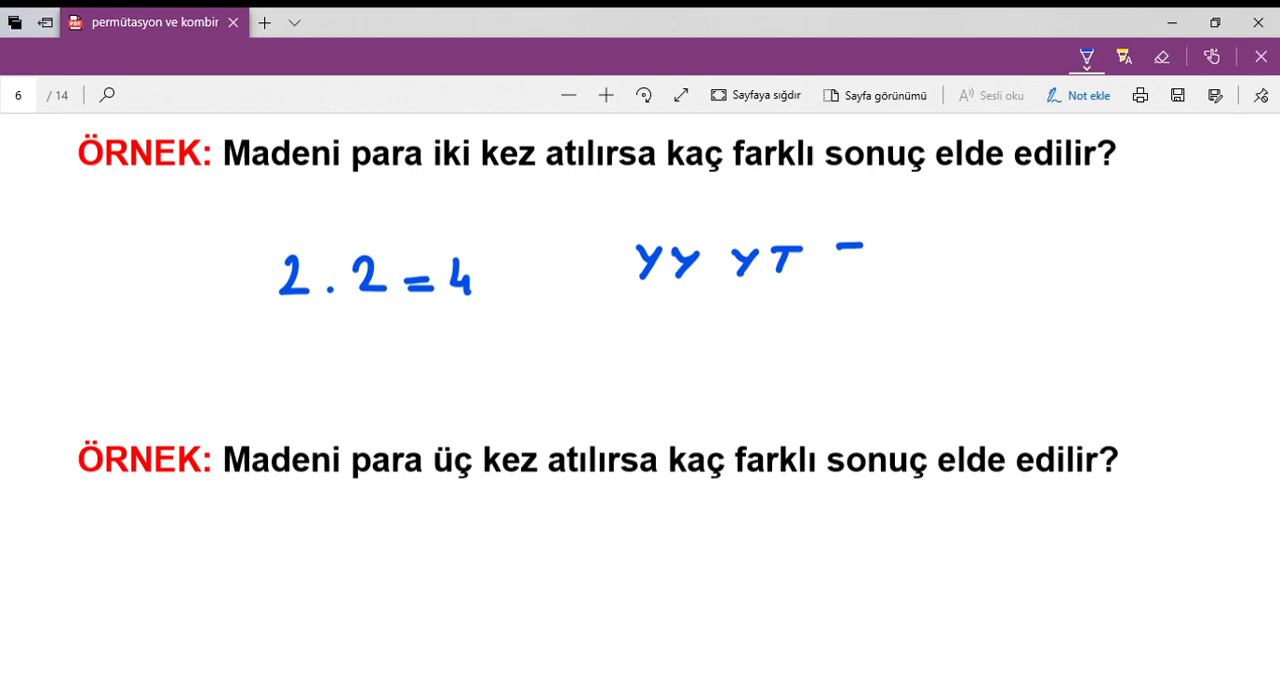 permütasyon ve kombir
6 / 14 Sayfaya sığdır Sayfa görünümü Sesli oku Not ekle
ÖRNEK: Madeni para iki kez atılırsa kaç farklı sonuç elde edilir?
2 . 2 = 4 YY YT
ÖRNEK: Madeni para üç kez atılırsa kaç farklı sonuç elde edilir?